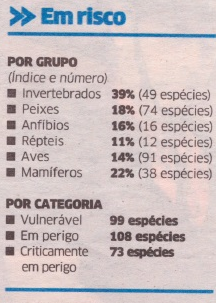 >> Em risco
POR GRUPO
(Índice e número)
■ Invertebrados 39% (49 espécies)
■ Peixes 18% (74 espécies)
■ Anfíbios 16% (16 espécies)
■ Répteis 11% (12 espécies)
■ Aves 14% (91 espécies)
■ Mamíferos 22% (38 espécies)
POR CATEGORIA
■ Vulnerável 99 espécies
■ Em perigo 108 espécies
■ Criticamente 73 espécies
em perigo